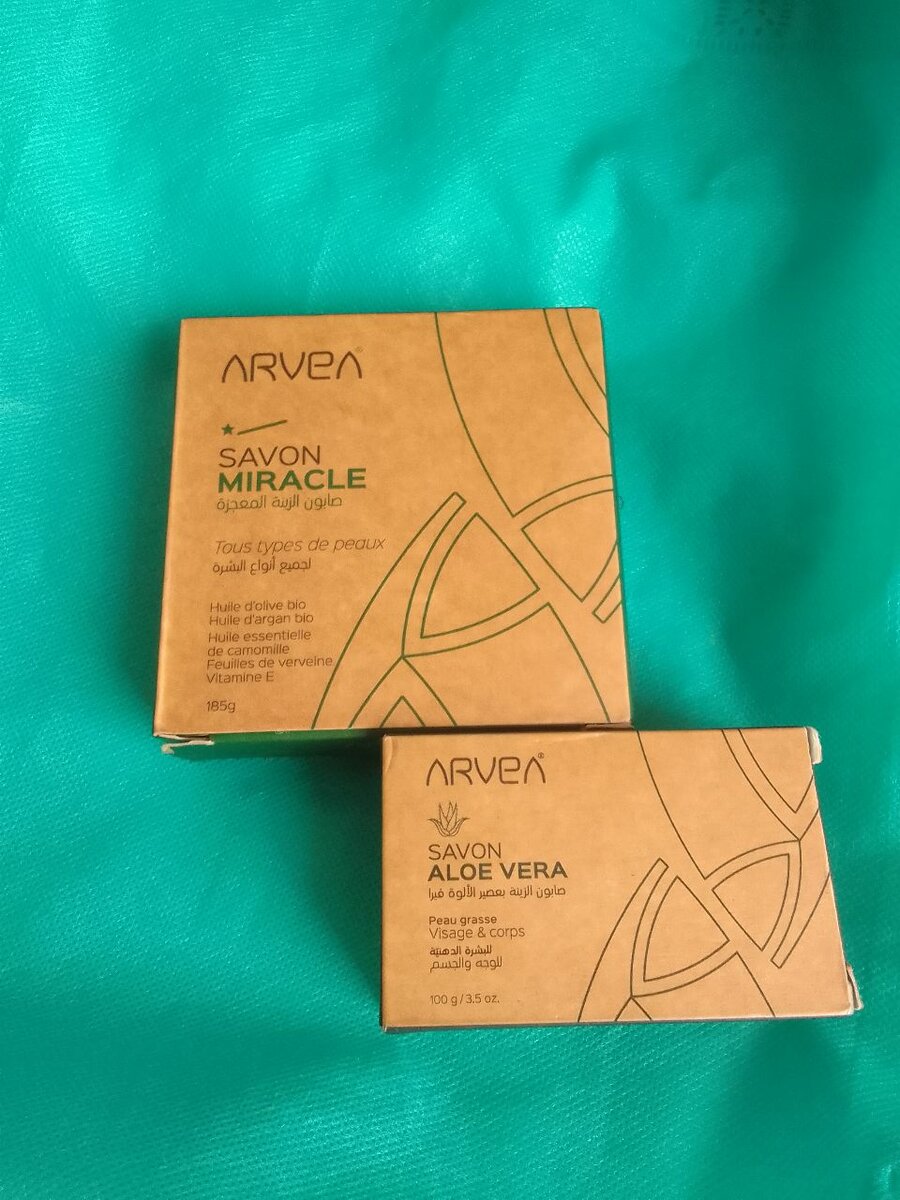 ARVEA
SAVON
MIRACLE
صابون الزينة المعجزة
Tous types de peaux
لجميع أنواع البشرة
Huile d'olive bio
Huile d'argan bio
Huile essentielle
de camomille
Feuilles de verveine
Vitamine E
185g
ARVEA®
SAVON
ALOE VERA
صابون الزينة بعصير الألوة فيرا
Peau grasse
Visage & corps
للبشرة الدهنية
للوجه والجسم
100 g / 3.5 oz.